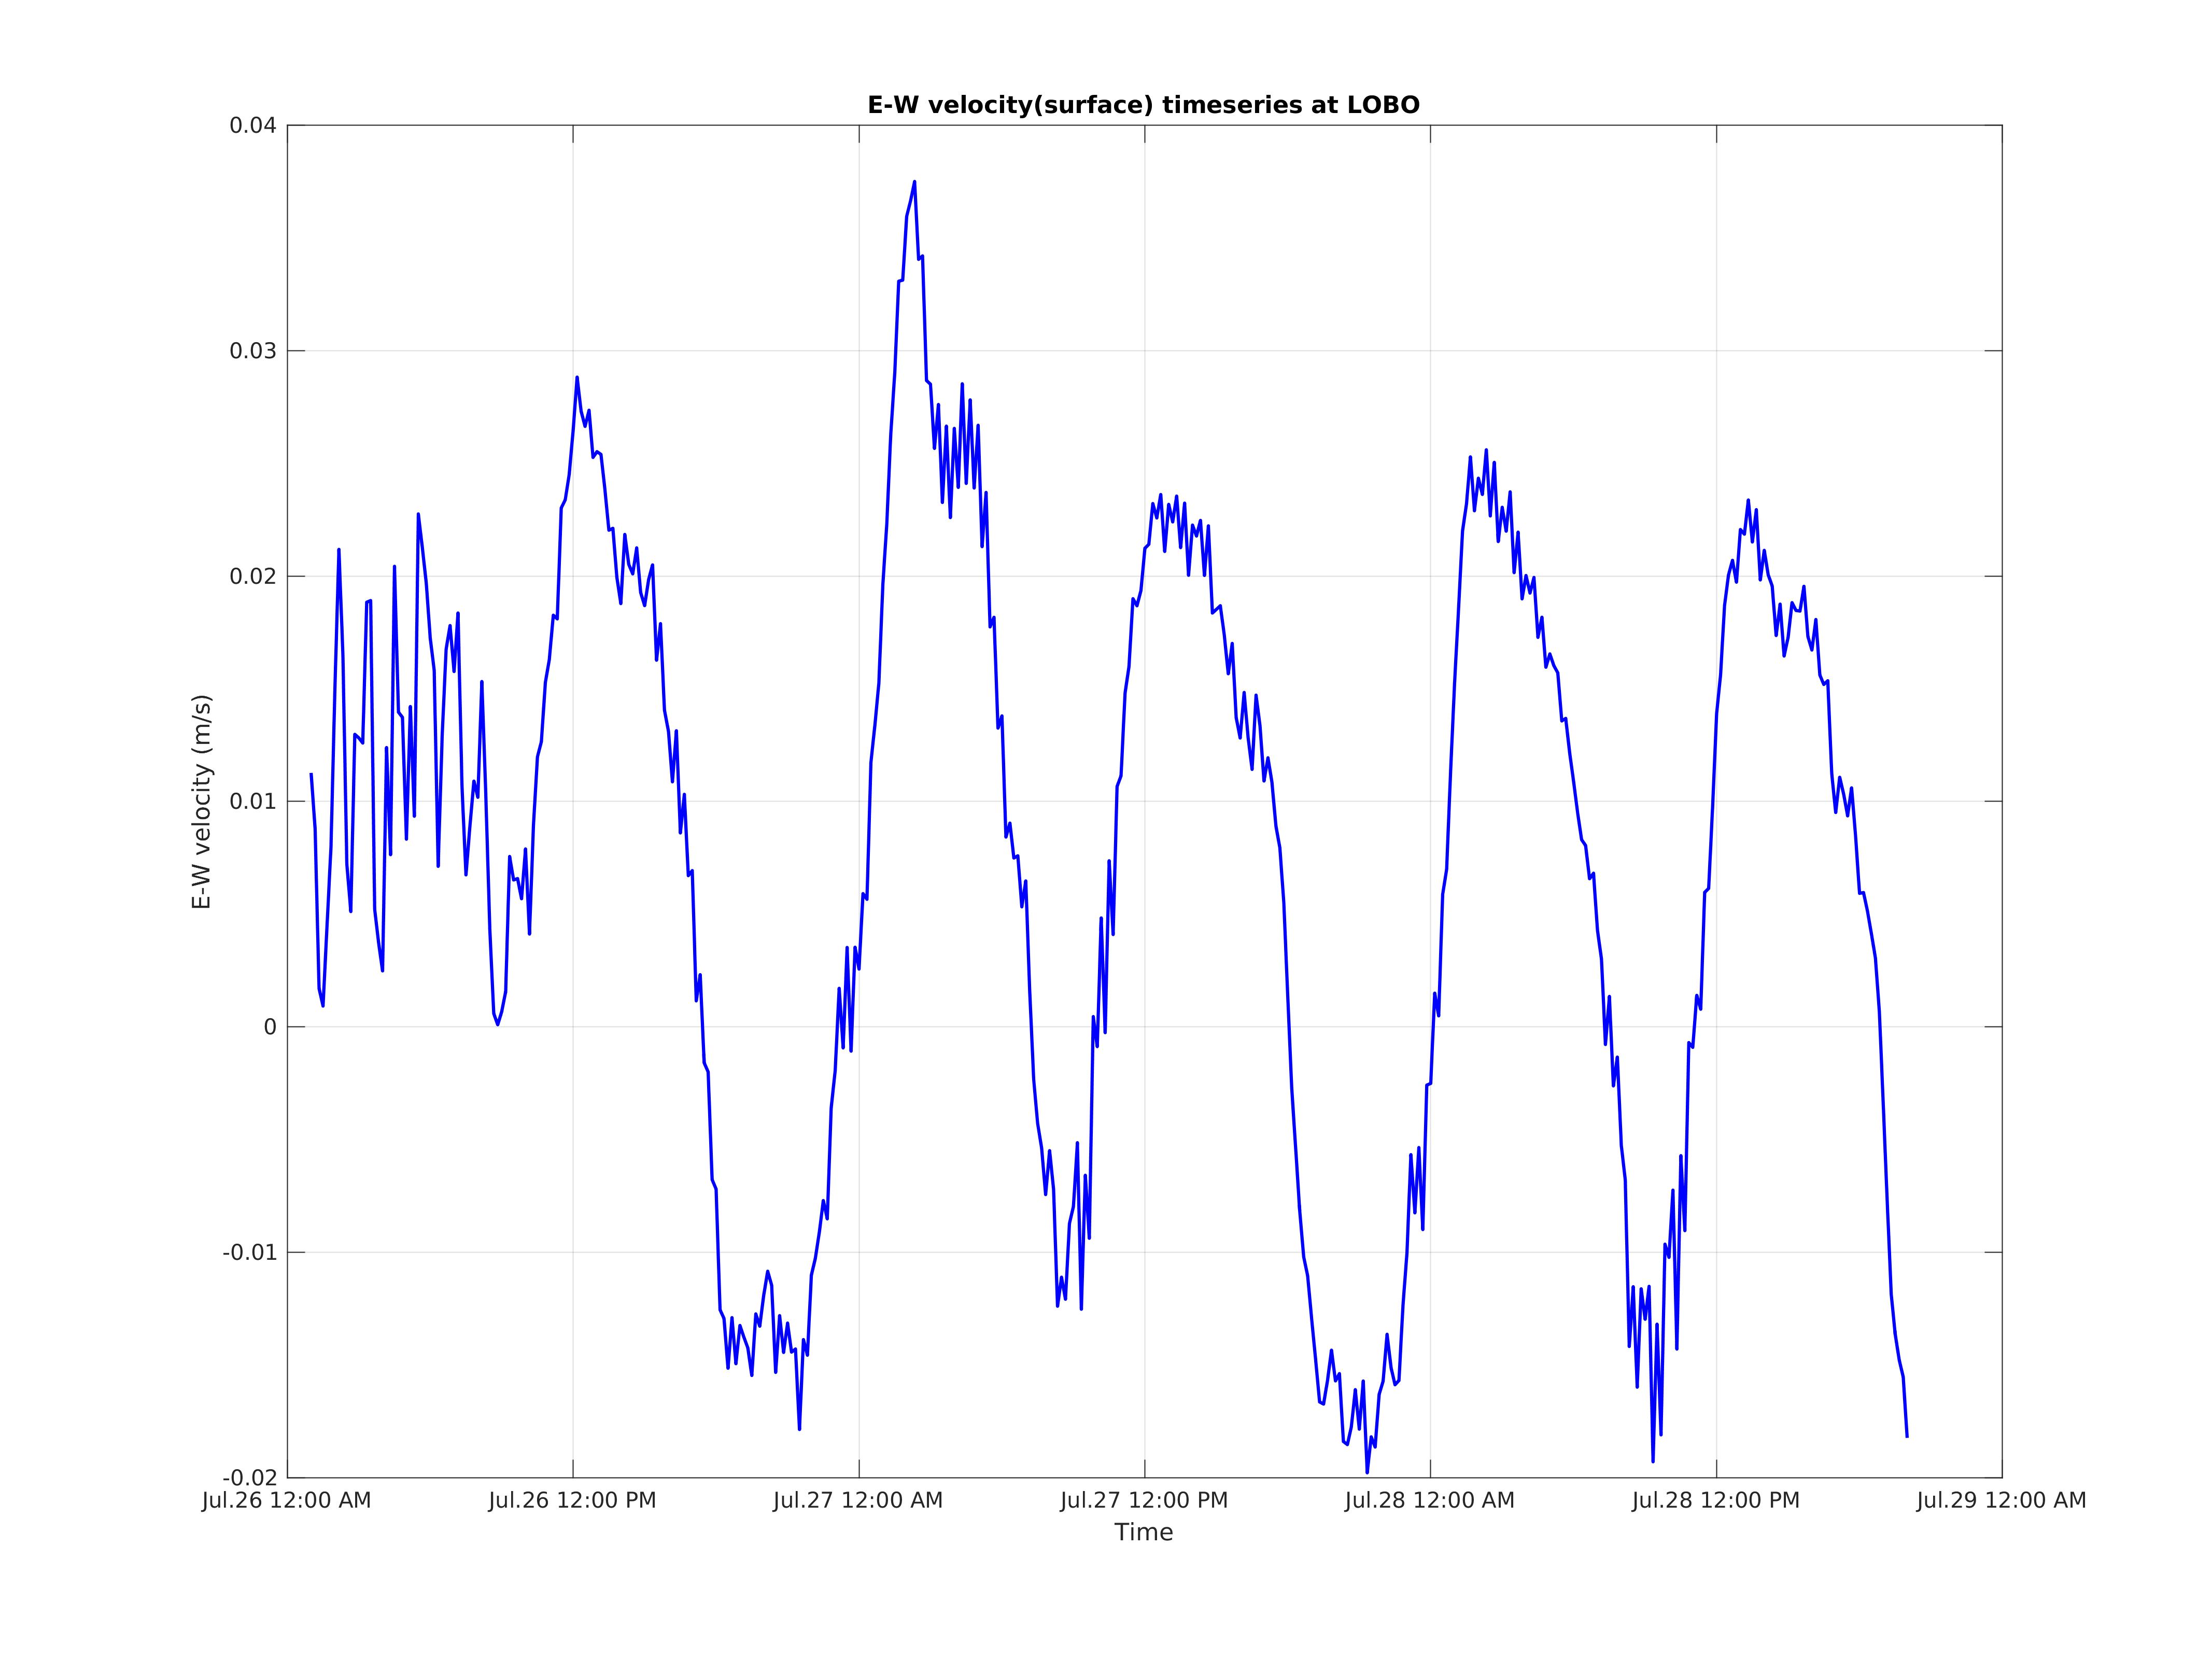 E-W velocity(surface) timeseries at LOBO
0.04
0.03
0.02
0.01
0
-0.01
-0.02
E-W velocity (m/s)
Jul.26 12:00 AM
Jul.26 12:00 PM
Jul.27 12:00 AM
Jul.27 12:00 PM
Jul.28 12:00 AM
Jul.28 12:00 PM
Jul.29 12:00 AM
Time